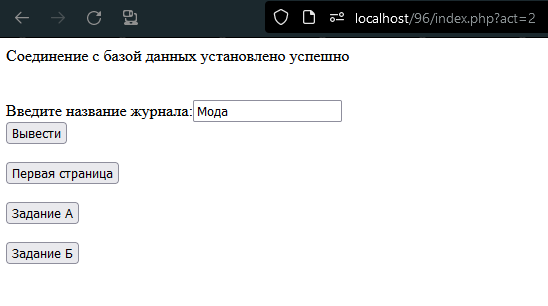 localhost/96/index.php?act=2
Соединение с базой данных установлено успешно
Введите название журнала: Мода
Вывести
Первая страница
Задание А
Задание Б